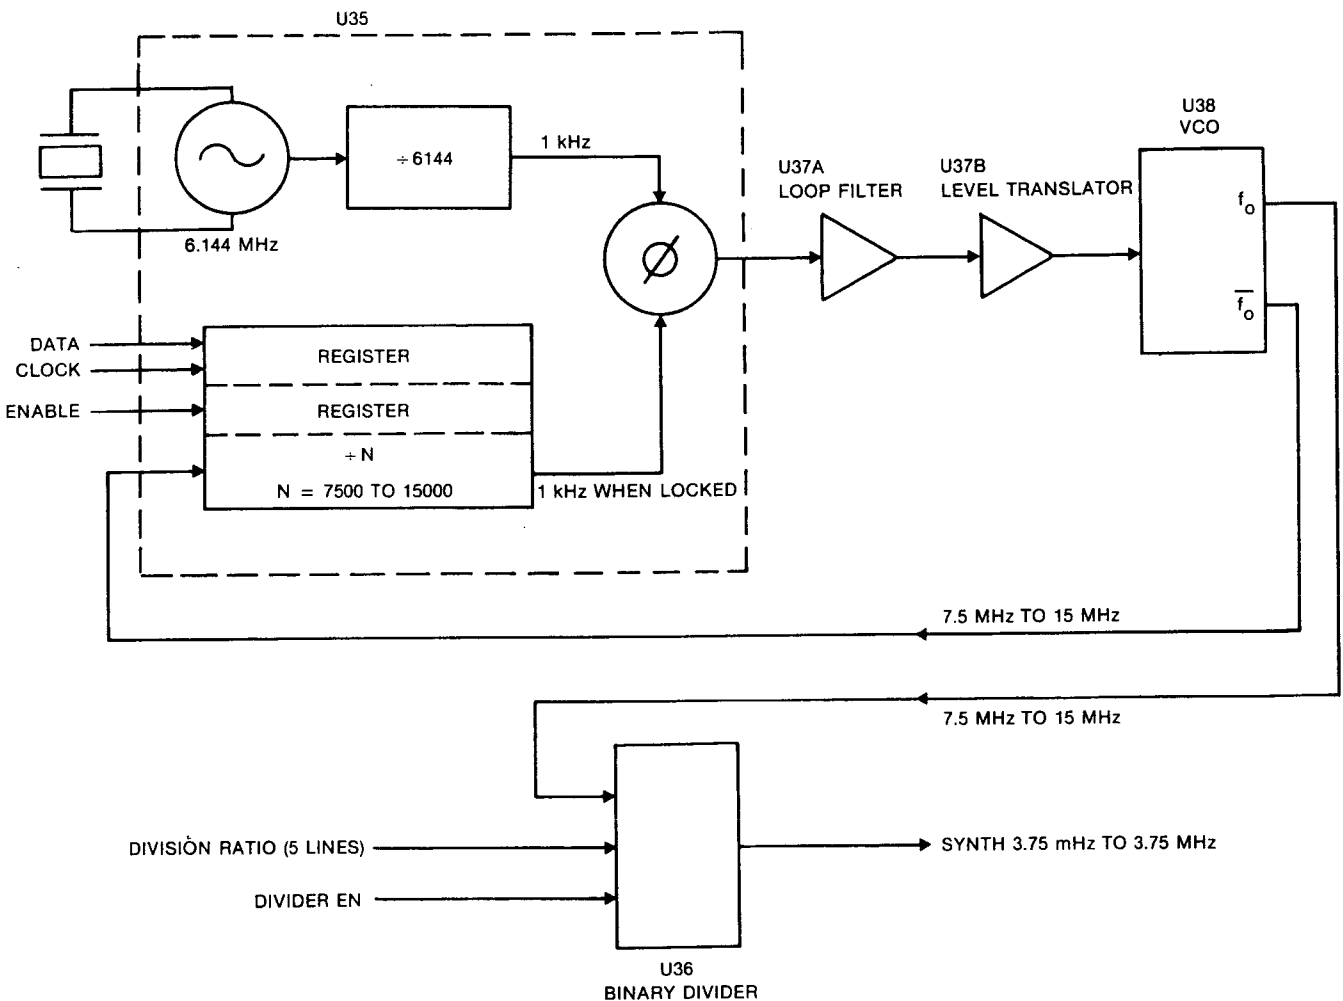 U35
U38
VCO
÷6144
1 kHz
U37A
LOOP FILTER
U37B
LEVEL TRANSLATOR
fo
6.144 MHz
Ø
fo
DATA
CLOCK
ENABLE
REGISTER
REGISTER
÷N
N = 7500 TO 15000
1 kHz WHEN LOCKED
7.5 MHz TO 15 MHz
7.5 MHz TO 15 MHz
DIVISION RATIO (5 LINES)
SYNTH 3.75 mHz TO 3.75 MHz
DIVIDER EN
U36
BINARY DIVIDER